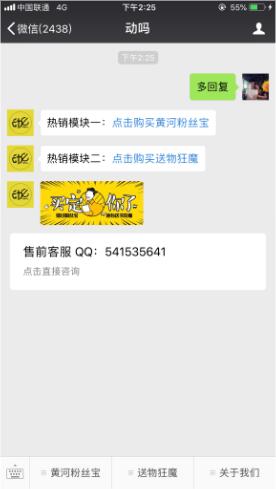 中国联通 4G 下午2:25 55%
微信(2438) 动吗
下午2:25
多回复
热销模块一：点击购买黄河粉丝宝
热销模块二：点击购买送物狂魔
买定你了
售前客服 QQ：541535641
点击直接咨询
黄河粉丝宝 送物狂魔 关于我们